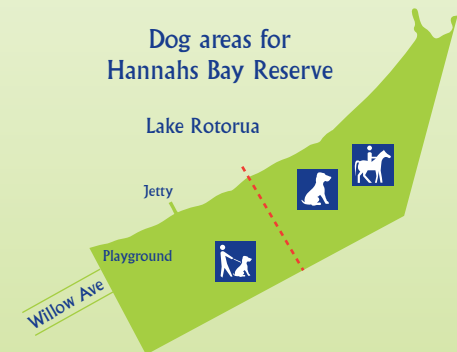 Dog areas for
Hannahs Bay Reserve
Lake Rotorua
Jetty
Playground
Willow Ave